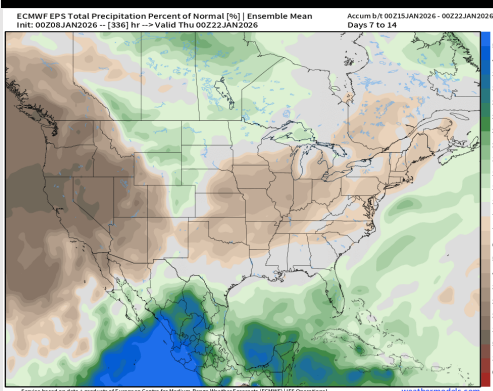 ECMWF EPS Total Precipitation Percent of Normal [%] | Ensemble Mean
Accum b/t 00Z15JAN2026 - 00Z22JAN2026
Init: 00Z08JAN2026 -- [336] hr --> Valid Thu 00Z22JAN2026
Days 7 to 14
weathermodels.com